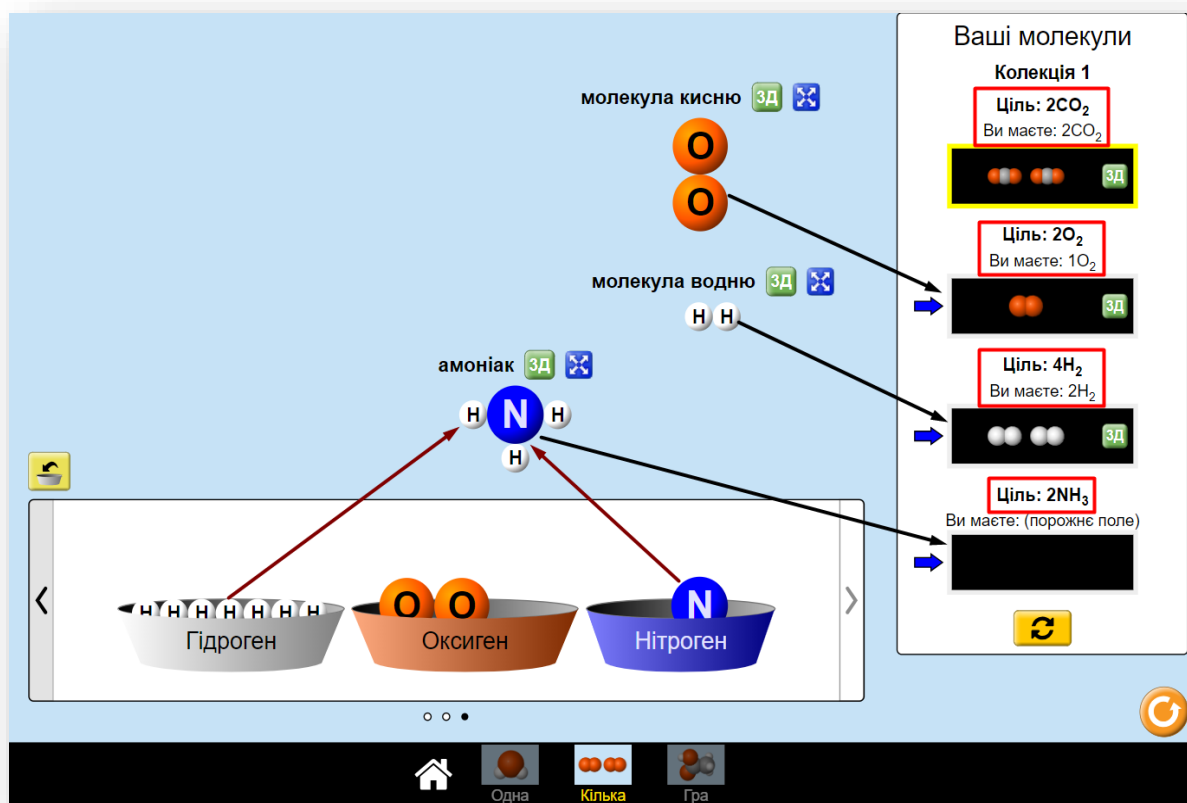 Ваші молекули
Колекція 1
Ціль: 2CO₂
Ви маєте: 2CO₂
3Д
Ціль: 2O₂
Ви маєте: 1O₂
3Д
Ціль: 4H₂
Ви маєте: 2H₂
3Д
Ціль: 2NH₃
Ви маєте: (порожнє поле)
молекула кисню 3Д
O
O
молекула водню 3Д
H H
амоніак 3Д
H N H
H
H H H H H H H
O O
N
Гідроген
Оксиген
Нітроген
Одна
Кілька
Гра